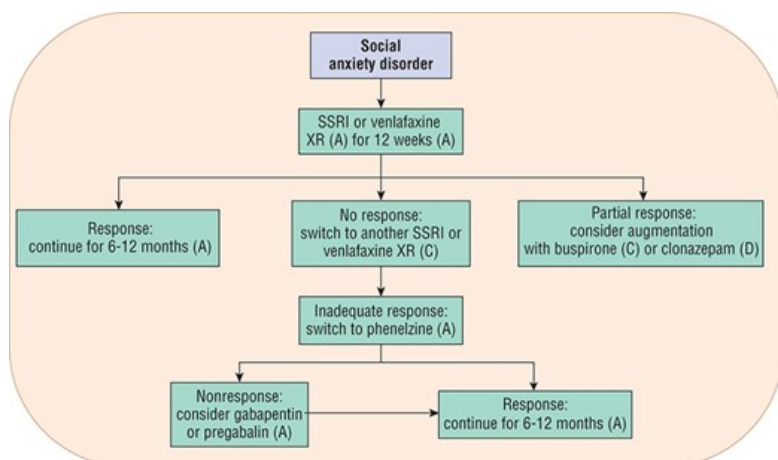 Social
anxiety disorder
SSRI or venlafaxine
XR (A) for 12 weeks (A)
Response:
continue for 6-12 months (A)
No response:
switch to another SSRI or
venlafaxine XR (C)
Partial response:
consider augmentation
with buspirone (C) or clonazepam (D)
Inadequate response:
switch to phenelzine (A)
Nonresponse:
consider gabapentin
or pregabalin (A)
Response:
continue for 6-12 months (A)